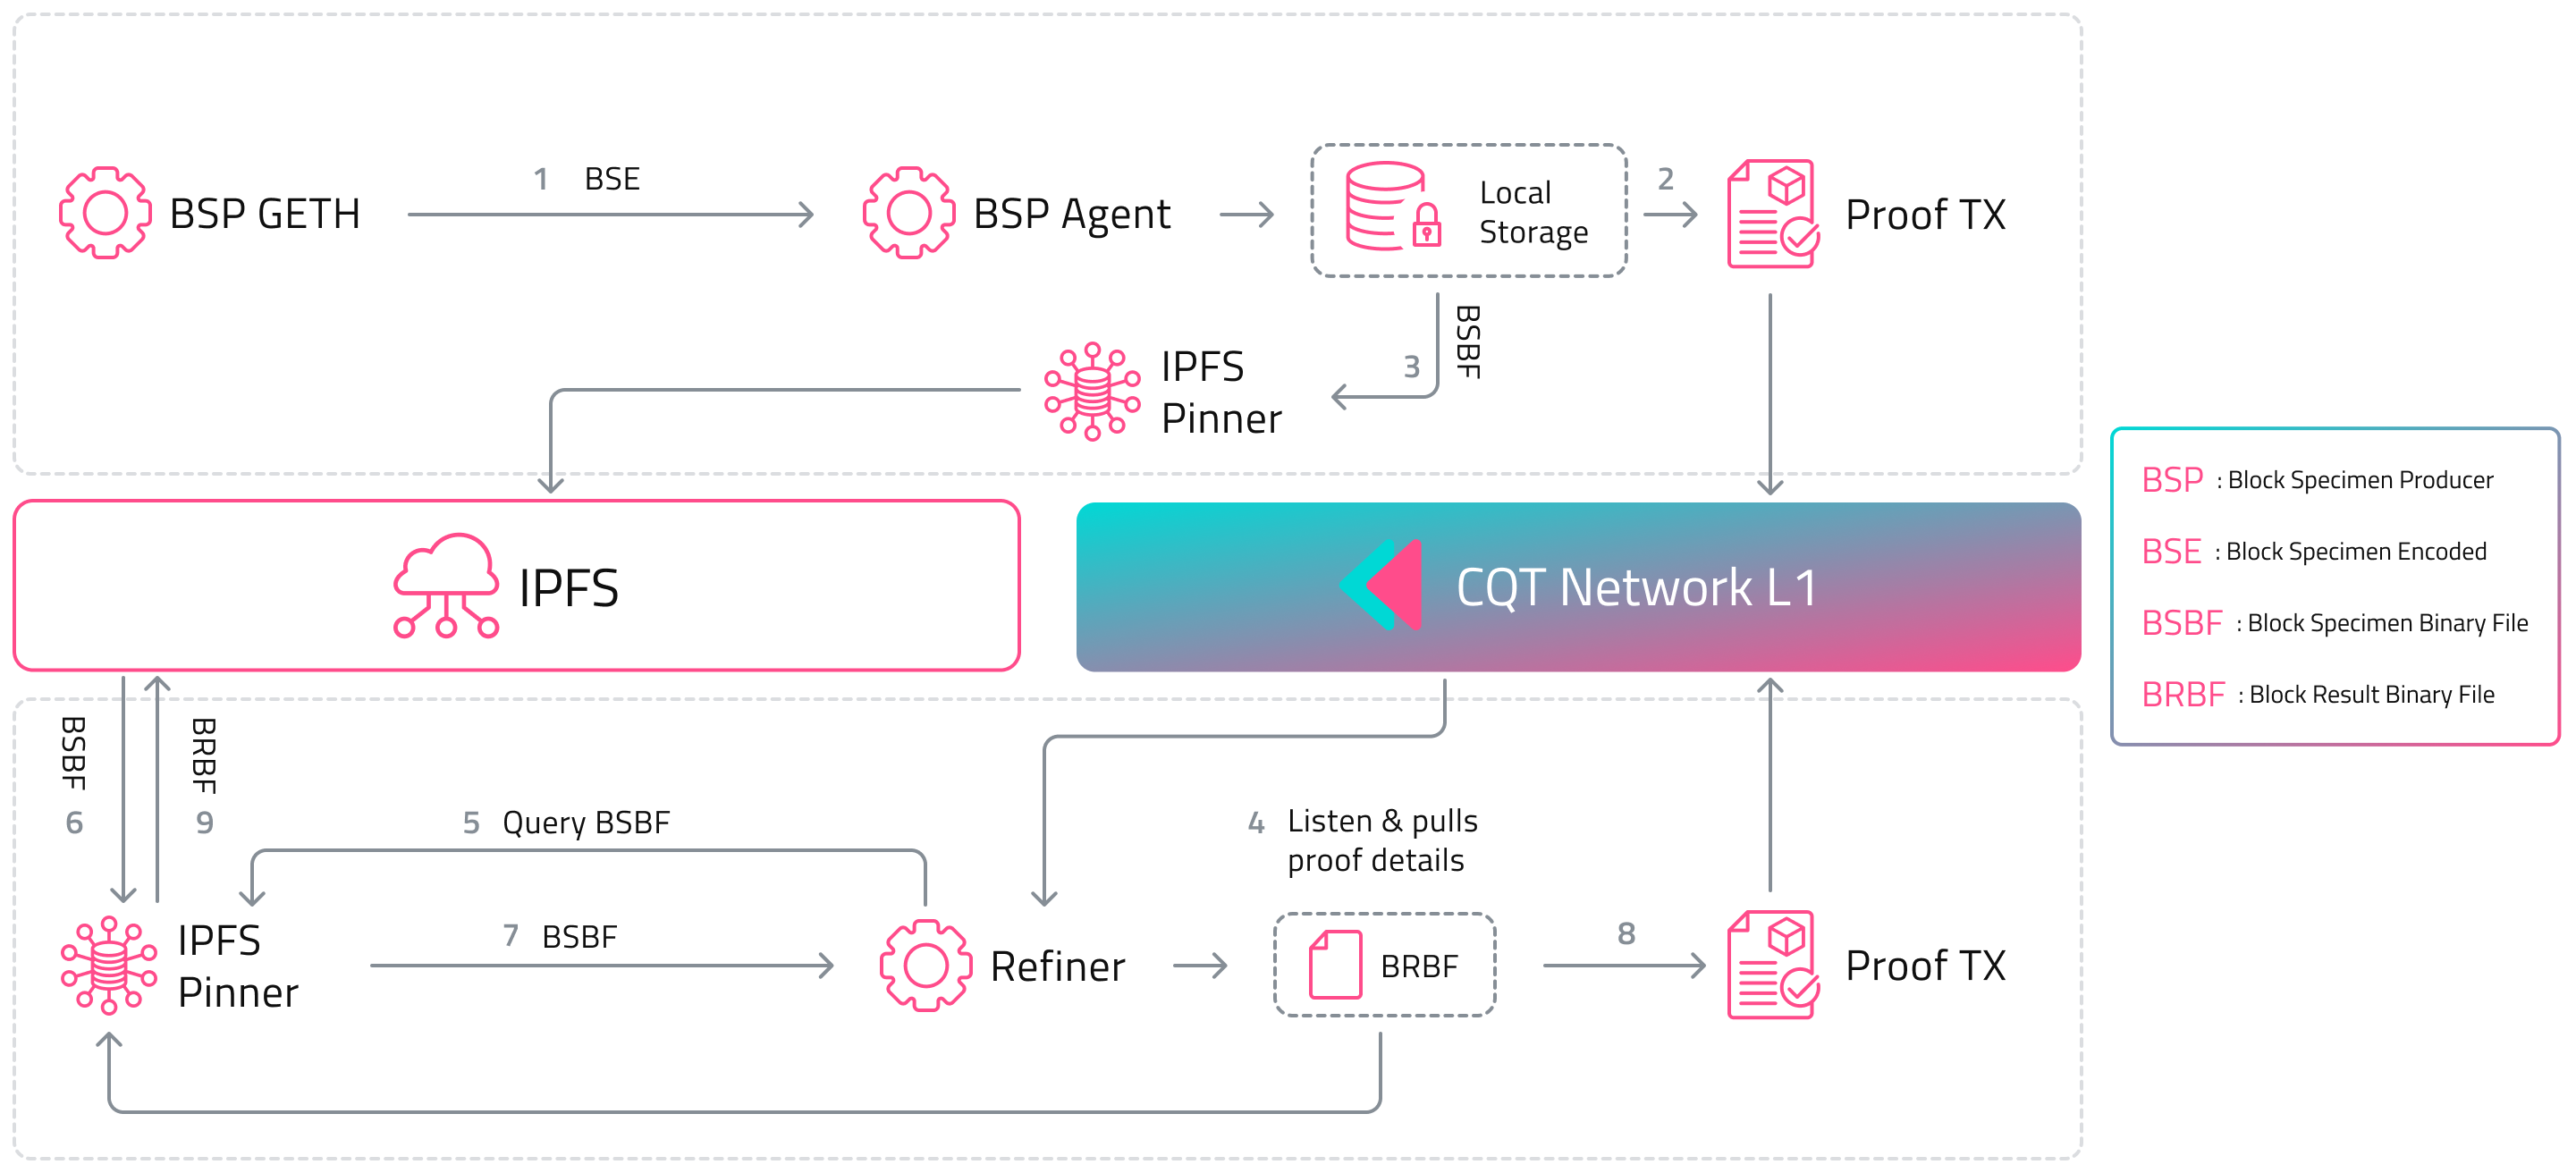 1 BSE
BSP GETH
BSP Agent
Local
Storage
2
Proof TX
BSBF
3
IPFS
Pinner
IPFS
CQT Network L1
BSP : Block Specimen Producer
BSE : Block Specimen Encoded
BSBF : Block Specimen Binary File
BRBF : Block Result Binary File
BSBF
6
BRBF
9
5 Query BSBF
4 Listen & pulls
proof details
IPFS
Pinner
7 BSBF
Refiner
BRBF
8
Proof TX